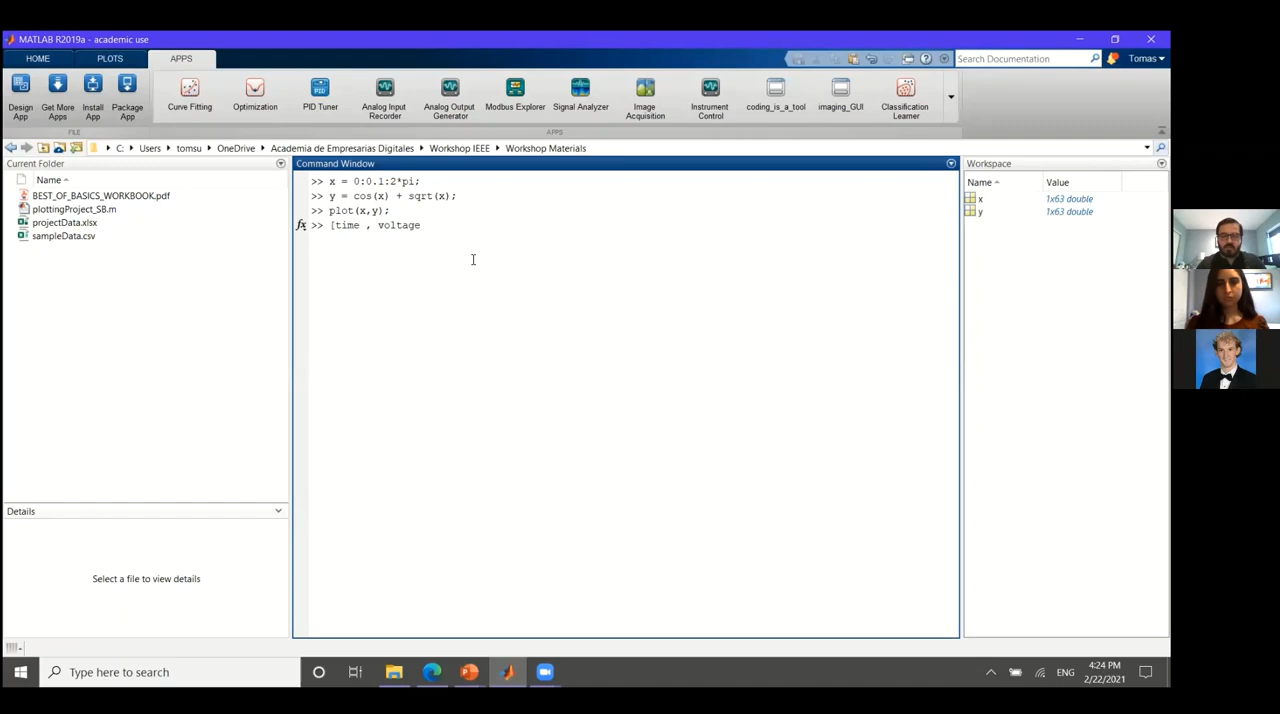 MATLAB R2019a - academic use
HOME PLOTS APPS
Search Documentation
Tomas
Design App
Get More Apps
Install App
Package App
Curve Fitting
Optimization
PID Tuner
Analog Input Recorder
Analog Output Generator
Modbus Explorer
Signal Analyzer
Image Acquisition
Instrument Control
coding_is_a_tool
imaging_GUI
Classification Learner
FILE
APPS
C: Users tomsu OneDrive Academia de Empresarias Digitales Workshop IEEE Workshop Materials
Current Folder
Name
BEST_OF_BASICS_WORKBOOK.pdf
plottingProject_SB.m
projectData.xlsx
sampleData.csv
Details
Select a file to view details
Command Window
>> x = 0:0.1:2*pi;
>> y = cos(x) + sqrt(x);
>> plot(x,y);
fx >> [time , voltage
Workspace
Name Value
x 1x63 double
y 1x63 double
Type here to search
ENG
4:24 PM
2/22/2021